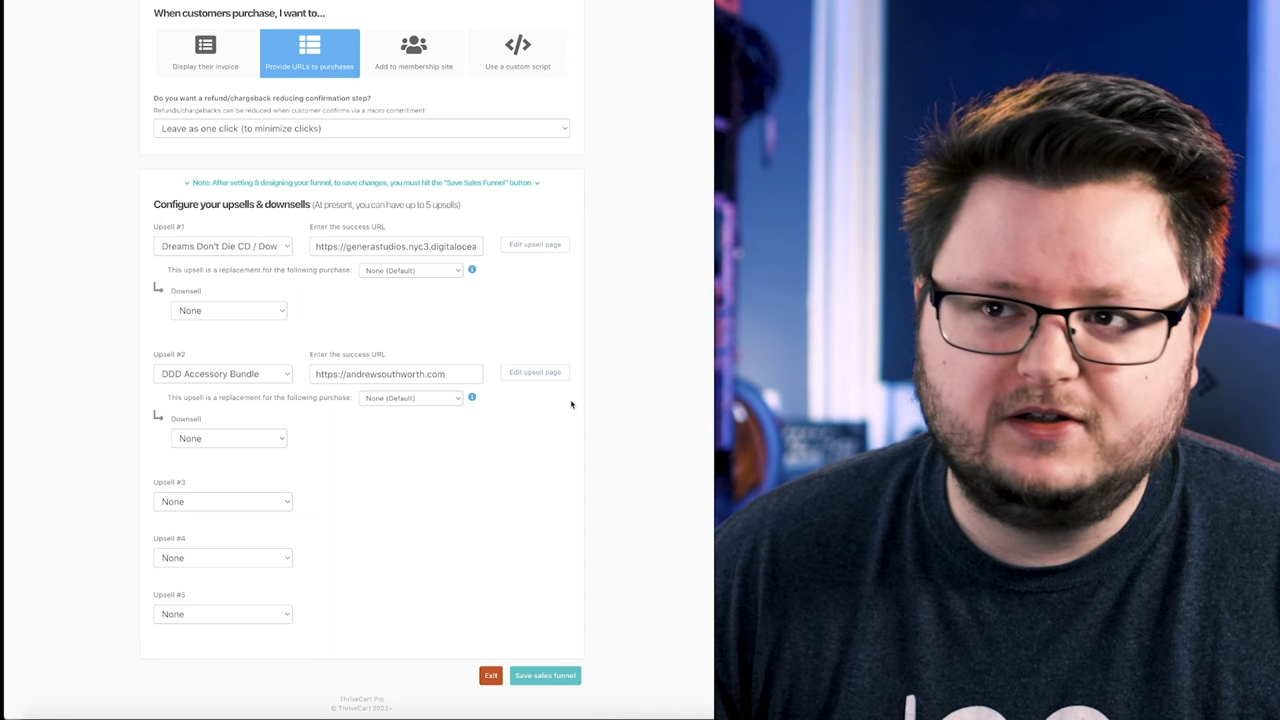 When customers purchase, I want to...
Display their invoice
Provide URLs to purchases
Add to membership site
Use a custom script
Do you want a refund/chargeback reducing confirmation step?
Refunds/chargebacks can be reduced when customer confirms via a micro commitment
Leave as one click (to minimize clicks)
Note: After setting & designing your funnel, to save changes, you must hit the "Save Sales Funnel" button
Configure your upsells & downsells (At present, you can have up to 5 upsells)
Upsell #1 Enter the success URL
Dreams Don't Die CD / Dow https://generastudios.nyc3.digitalocea Edit upsell page
This upsell is a replacement for the following purchase: None (Default)
Downsell
None
Upsell #2 Enter the success URL
DDD Accessory Bundle https://andrewsouthworth.com Edit upsell page
This upsell is a replacement for the following purchase: None (Default)
Downsell
None
Upsell #3
None
Upsell #4
None
Upsell #5
None
Exit Save sales funnel
ThriveCart Pro
© ThriveCart 2022+